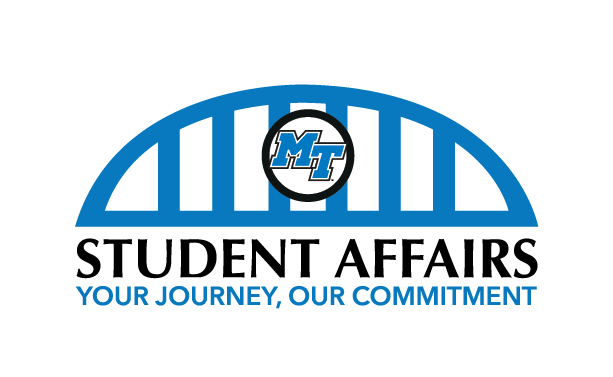 MT
STUDENT AFFAIRS
YOUR JOURNEY, OUR COMMITMENT